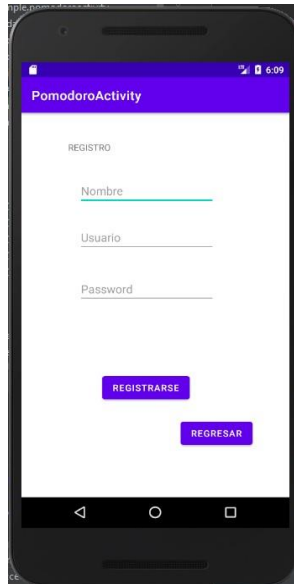 6:09
PomodoroActivity
REGISTRO
Nombre
Usuario
Password
REGISTRARSE
REGRESAR